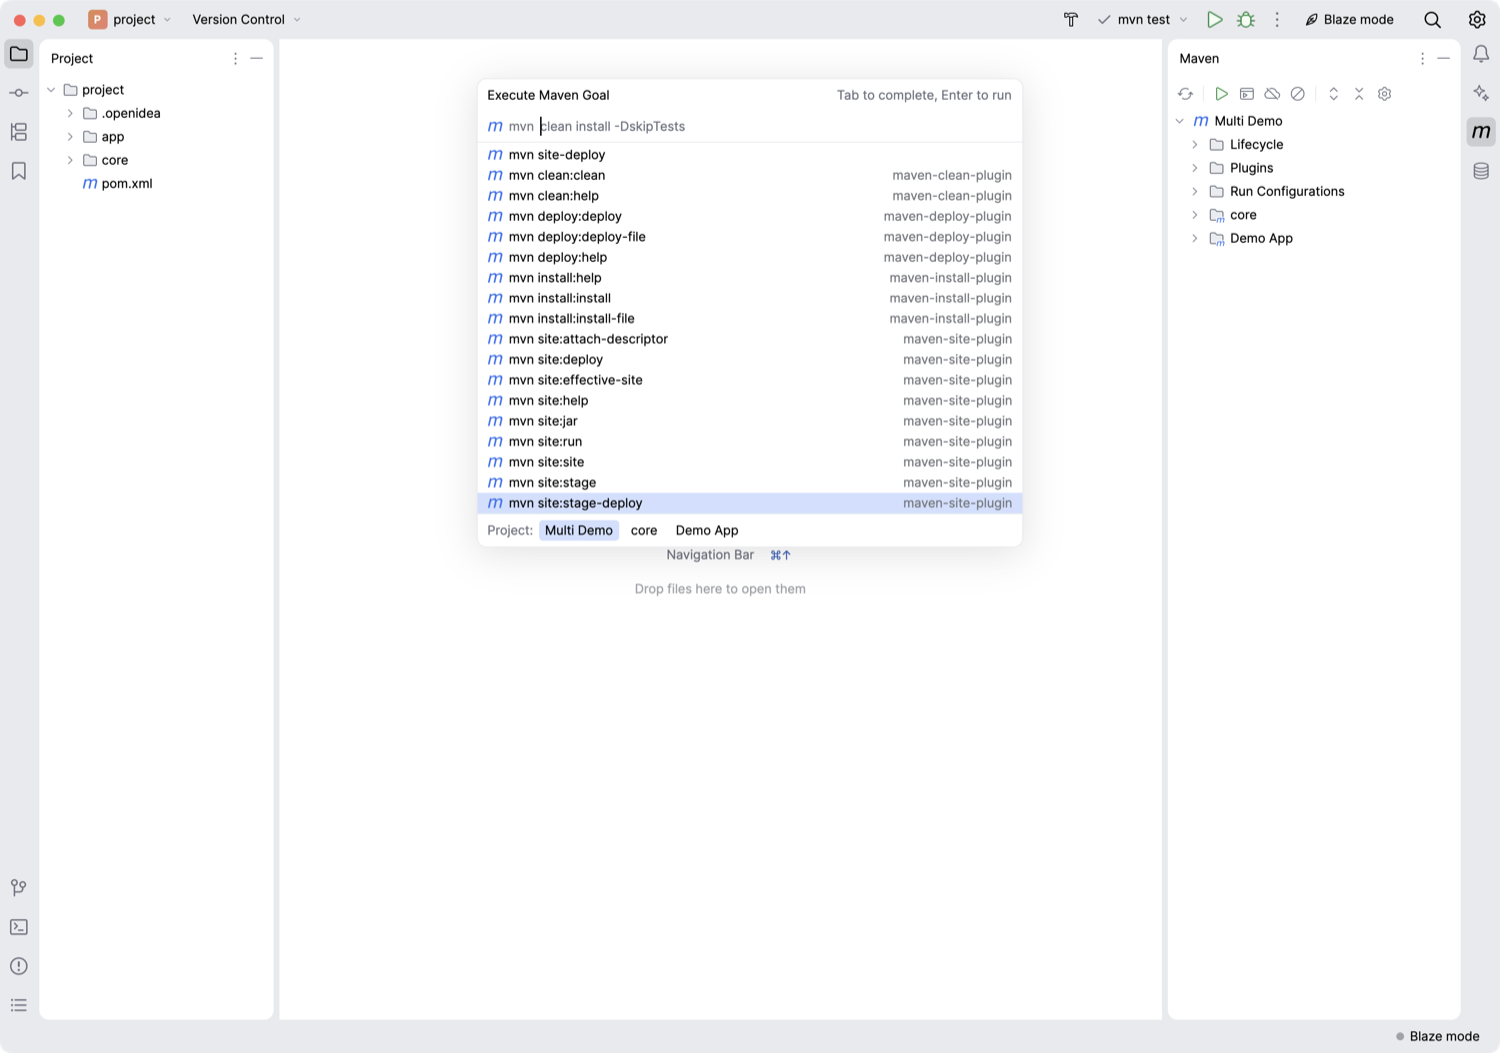 P project Version Control mvn test Blaze mode
Project
project
.openidea
app
core
m pom.xml
Execute Maven Goal Tab to complete, Enter to run
m mvn clean install -DskipTests
m mvn site-deploy
m mvn clean:clean maven-clean-plugin
m mvn clean:help maven-clean-plugin
m mvn deploy:deploy maven-deploy-plugin
m mvn deploy:deploy-file maven-deploy-plugin
m mvn deploy:help maven-deploy-plugin
m mvn install:help maven-install-plugin
m mvn install:install maven-install-plugin
m mvn install:install-file maven-install-plugin
m mvn site:attach-descriptor maven-site-plugin
m mvn site:deploy maven-site-plugin
m mvn site:effective-site maven-site-plugin
m mvn site:help maven-site-plugin
m mvn site:jar maven-site-plugin
m mvn site:run maven-site-plugin
m mvn site:site maven-site-plugin
m mvn site:stage maven-site-plugin
m mvn site:stage-deploy maven-site-plugin
Project: Multi Demo core Demo App
Navigation Bar ⌘↑
Drop files here to open them
Maven
m Multi Demo
Lifecycle
Plugins
Run Configurations
core
Demo App
m
Blaze mode